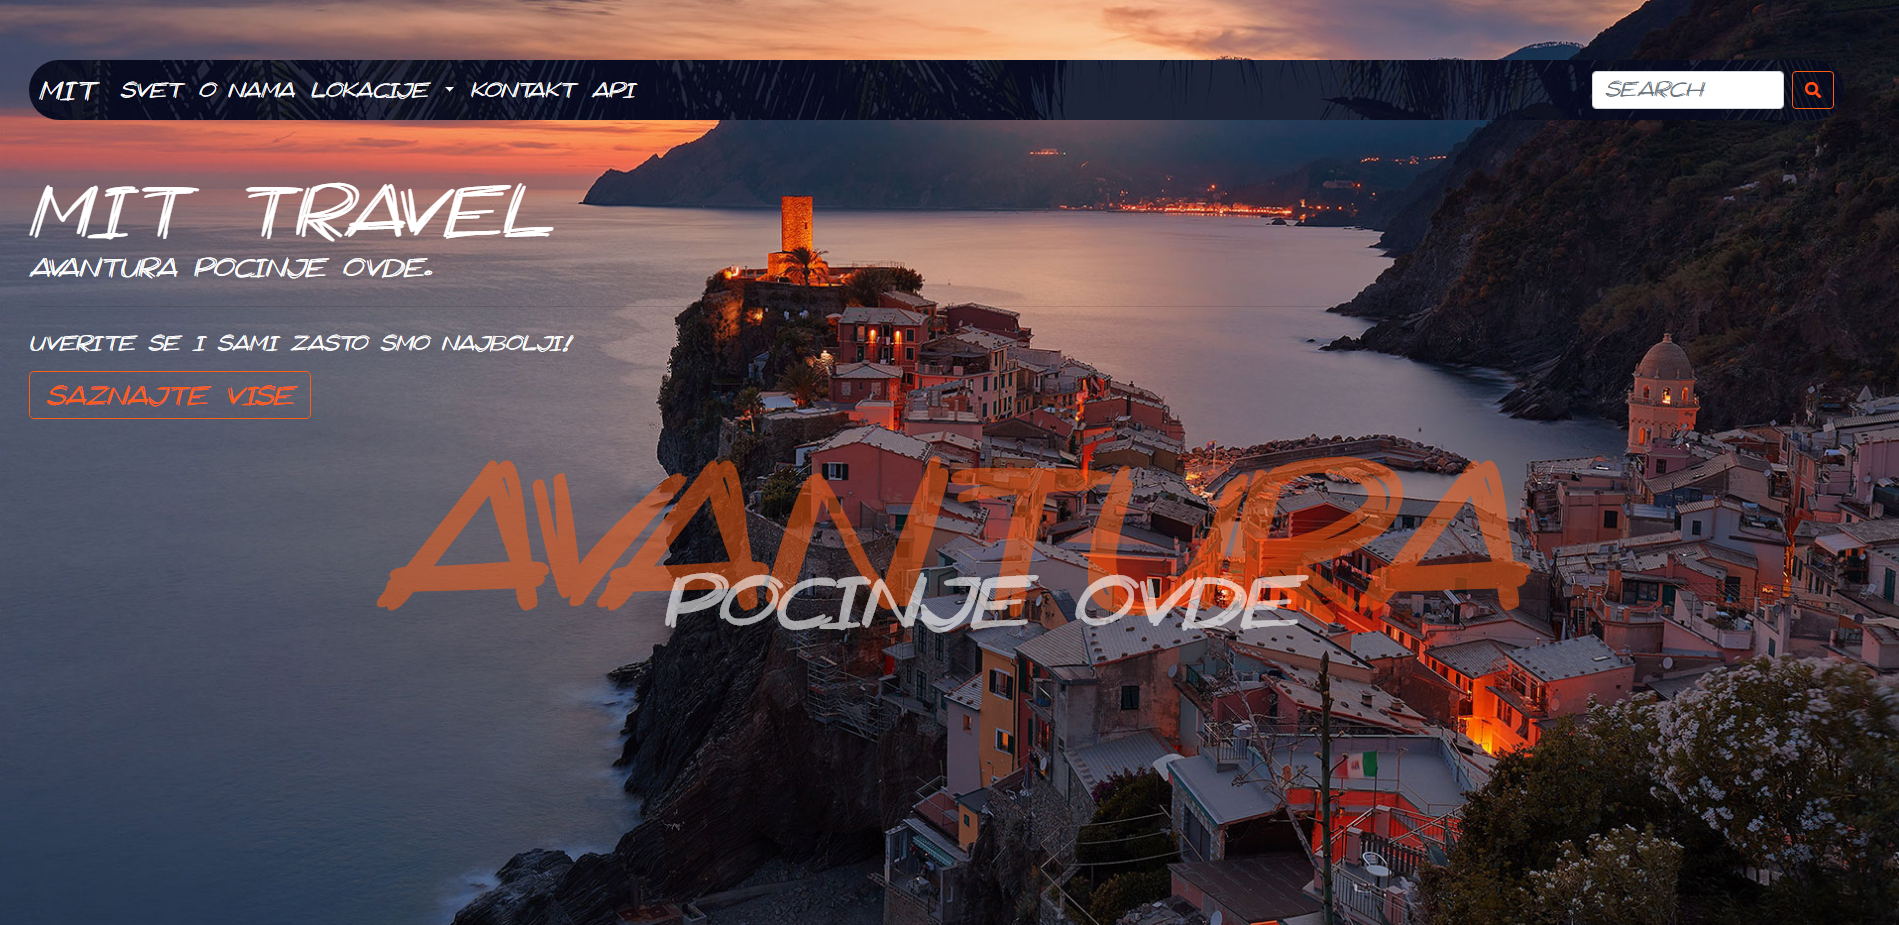 MIT SVET O NAMA LOKACIJE KONTAKT API SEARCH
MIT TRAVEL
AVANTURA POCINJE OVDE.
UVERITE SE I SAMI ZASTO SMO NAJBOLJI!
SAZNAJTE VISE
AVANTURA
POCINJE OVDE